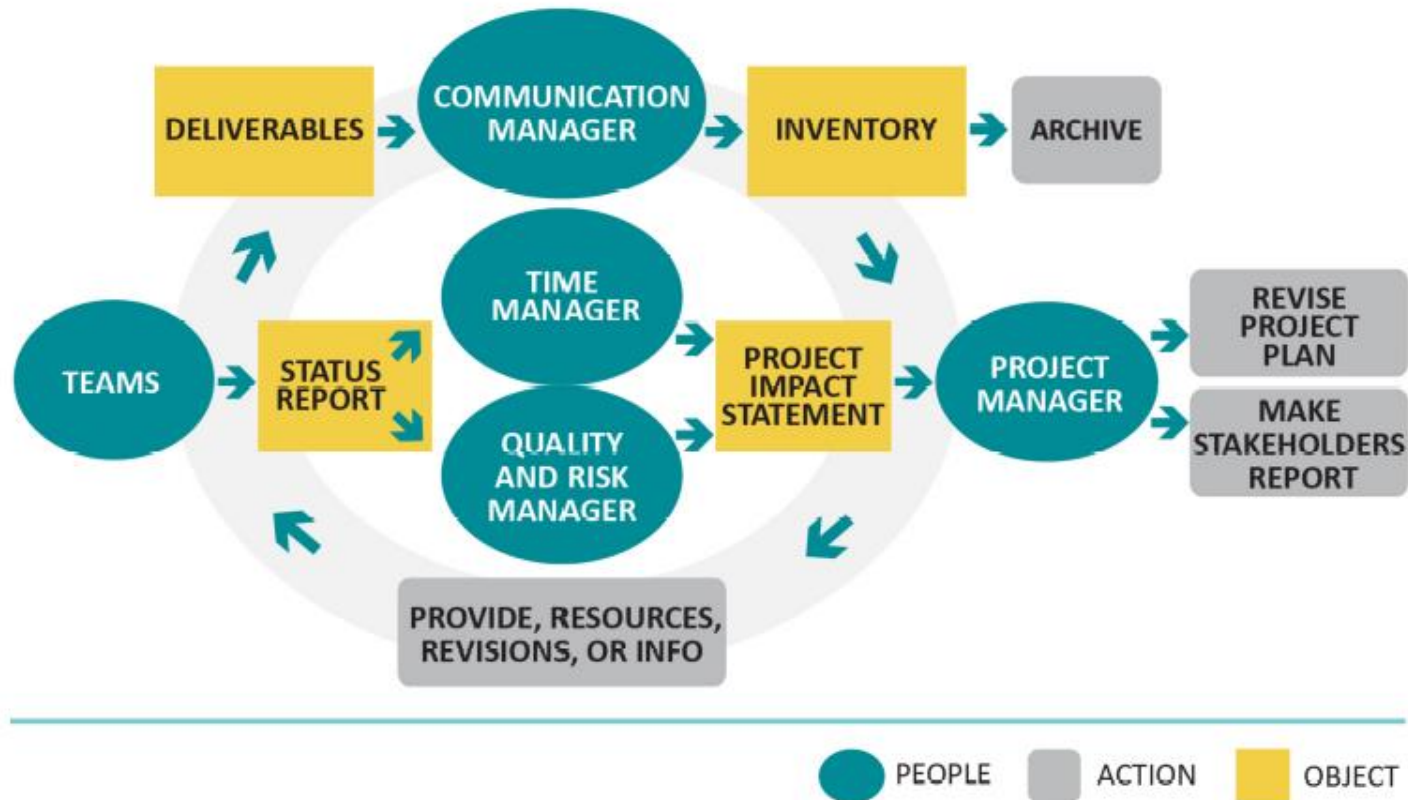 DELIVERABLES
COMMUNICATION
MANAGER
INVENTORY
ARCHIVE
TIME
MANAGER
TEAMS
STATUS
REPORT
QUALITY
AND RISK
MANAGER
PROJECT
IMPACT
STATEMENT
PROJECT
MANAGER
REVISE
PROJECT
PLAN
MAKE
STAKEHOLDERS
REPORT
PROVIDE, RESOURCES,
REVISIONS, OR INFO
PEOPLE
ACTION
OBJECT